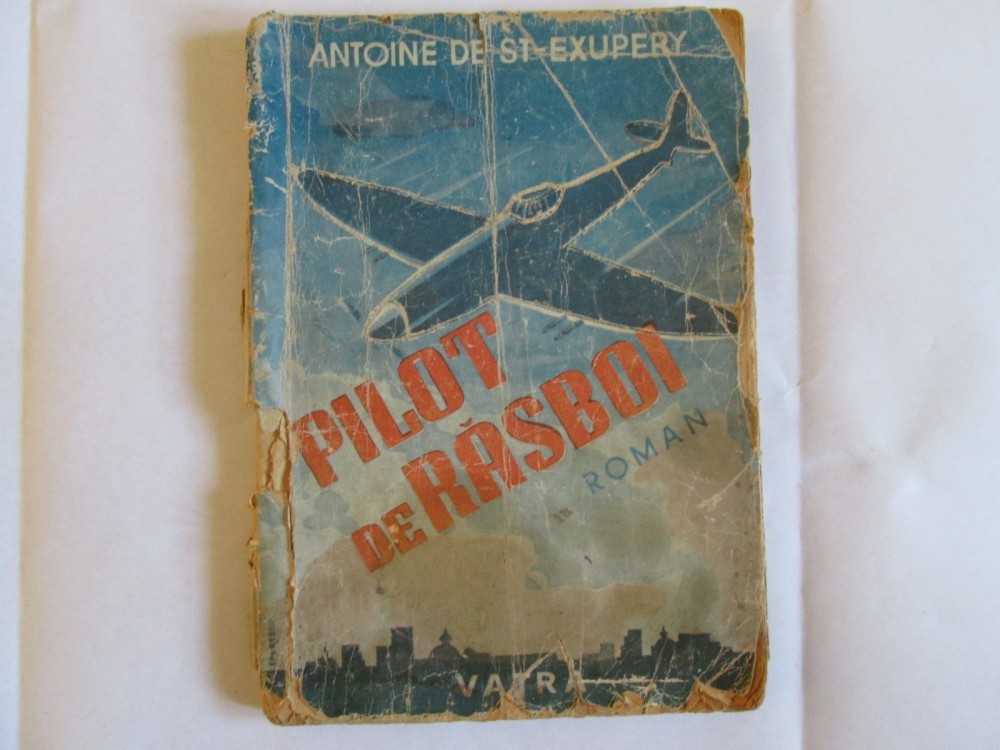 ANTOINE DE ST-EXUPERY
PILOT
DE RĂSBOI
ROMAN
VATRA